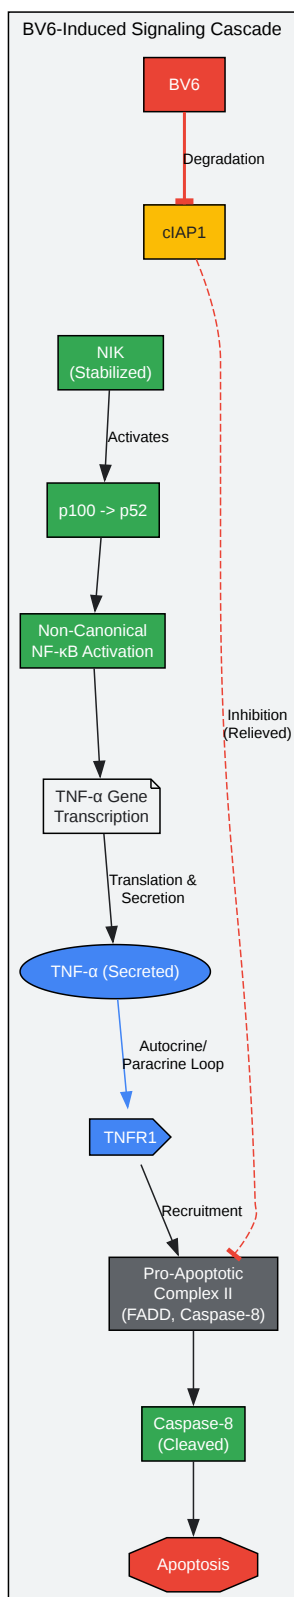 BV6-Induced Signaling Cascade
BV6
Degradation
cIAP1
NIK
(Stabilized)
Activates
p100 -> p52
Non-Canonical
NF-κB Activation
Inhibition
(Relieved)
TNF-α Gene
Transcription
Translation &
Secretion
TNF-α (Secreted)
Autocrine/
Paracrine Loop
TNFR1
Recruitment
Pro-Apoptotic
Complex II
(FADD, Caspase-8)
Caspase-8
(Cleaved)
Apoptosis